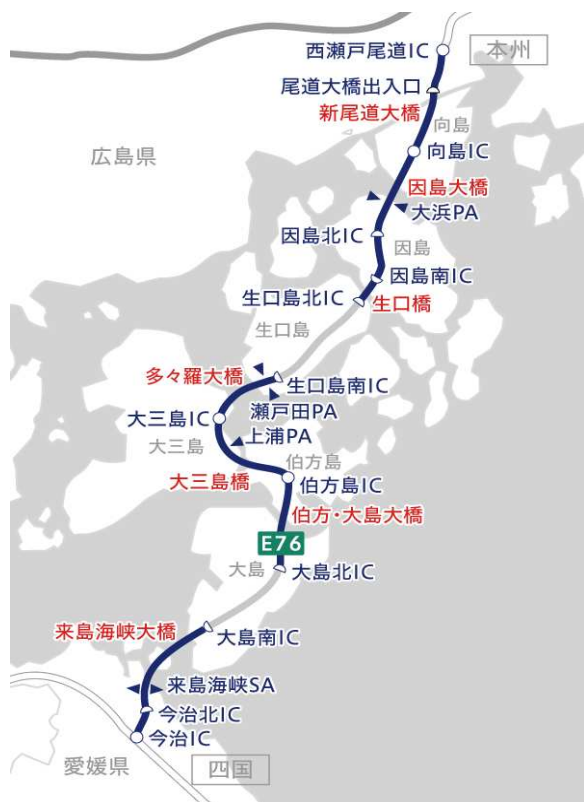 西瀬戸尾道IC
本州
尾道大橋出入口
新尾道大橋
向島
広島県
向島IC
因島大橋
大浜PA
因島北IC
因島
因島南IC
生口島北IC
生口橋
生口島
多々羅大橋
生口島南IC
瀬戸田PA
大三島IC
上浦PA
大三島
伯方島
大三島橋
伯方島IC
伯方・大島大橋
E76
大島
大島北IC
来島海峡大橋
大島南IC
来島海峡SA
今治北IC
今治IC
愛媛県
四国